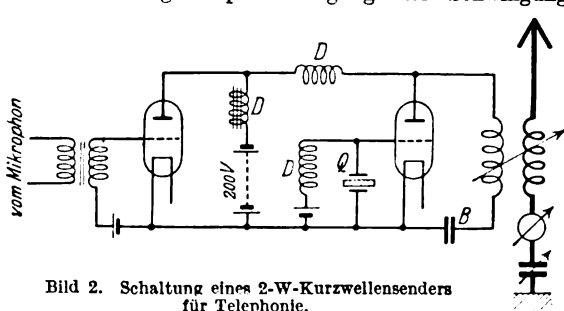 vom Mikrophon
D
D
200V
D
Q
B
Bild 2. Schaltung eines 2-W-Kurzwellensenders
für Telephonie.